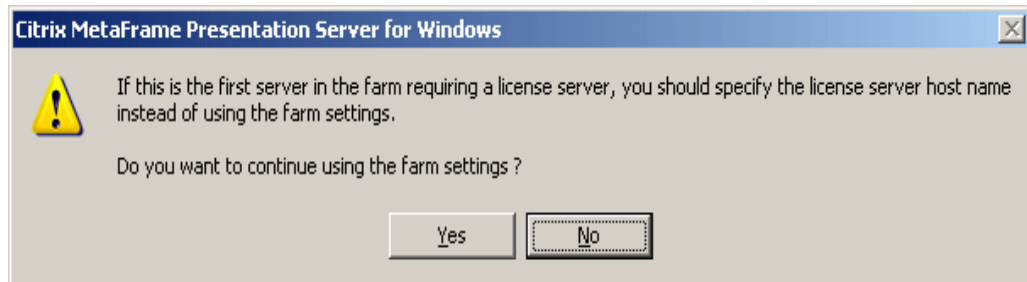 Citrix MetaFrame Presentation Server for Windows
If this is the first server in the farm requiring a license server, you should specify the license server host name
instead of using the farm settings.
Do you want to continue using the farm settings ?
Yes
No